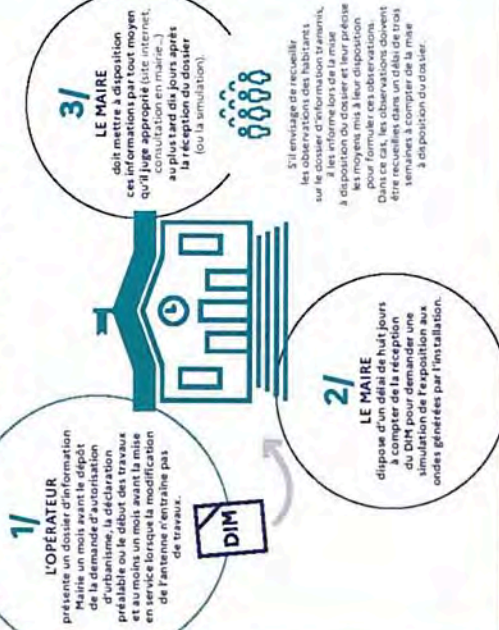 1/
L'OPÉRATEUR
présente un dossier d'information
Mairie un mois avant le dépôt
de la demande d'autorisation
d'urbanisme, la déclaration
préalable ou le début des travaux
et au moins un mois avant la mise
en service lorsque la modification
de l'antenne n'entraîne pas
de travaux.
DIM
2/
LE MAIRE
dispose d'un délai de huit jours
à compter de la réception
du DIM pour demander une
simulation de l'exposition aux
ondes générées par l'installation.
3/
LE MAIRE
doit mettre à disposition
ces informations par tout moyen
qu'il juge approprié (site internet,
consultation en mairie...)
au plus tard dix jours après
la réception du dossier
(ou la simulation).
S'il envisage de recueillir
les observations des habitants
sur le dossier d'information transmis,
il les informe lors de la mise
à disposition du dossier et leur précise
les moyens mis à leur disposition
pour formuler ces observations.
Dans ce cas, les observations doivent
être recueillies dans un délai de trois
semaines à compter de la mise
à disposition du dossier.